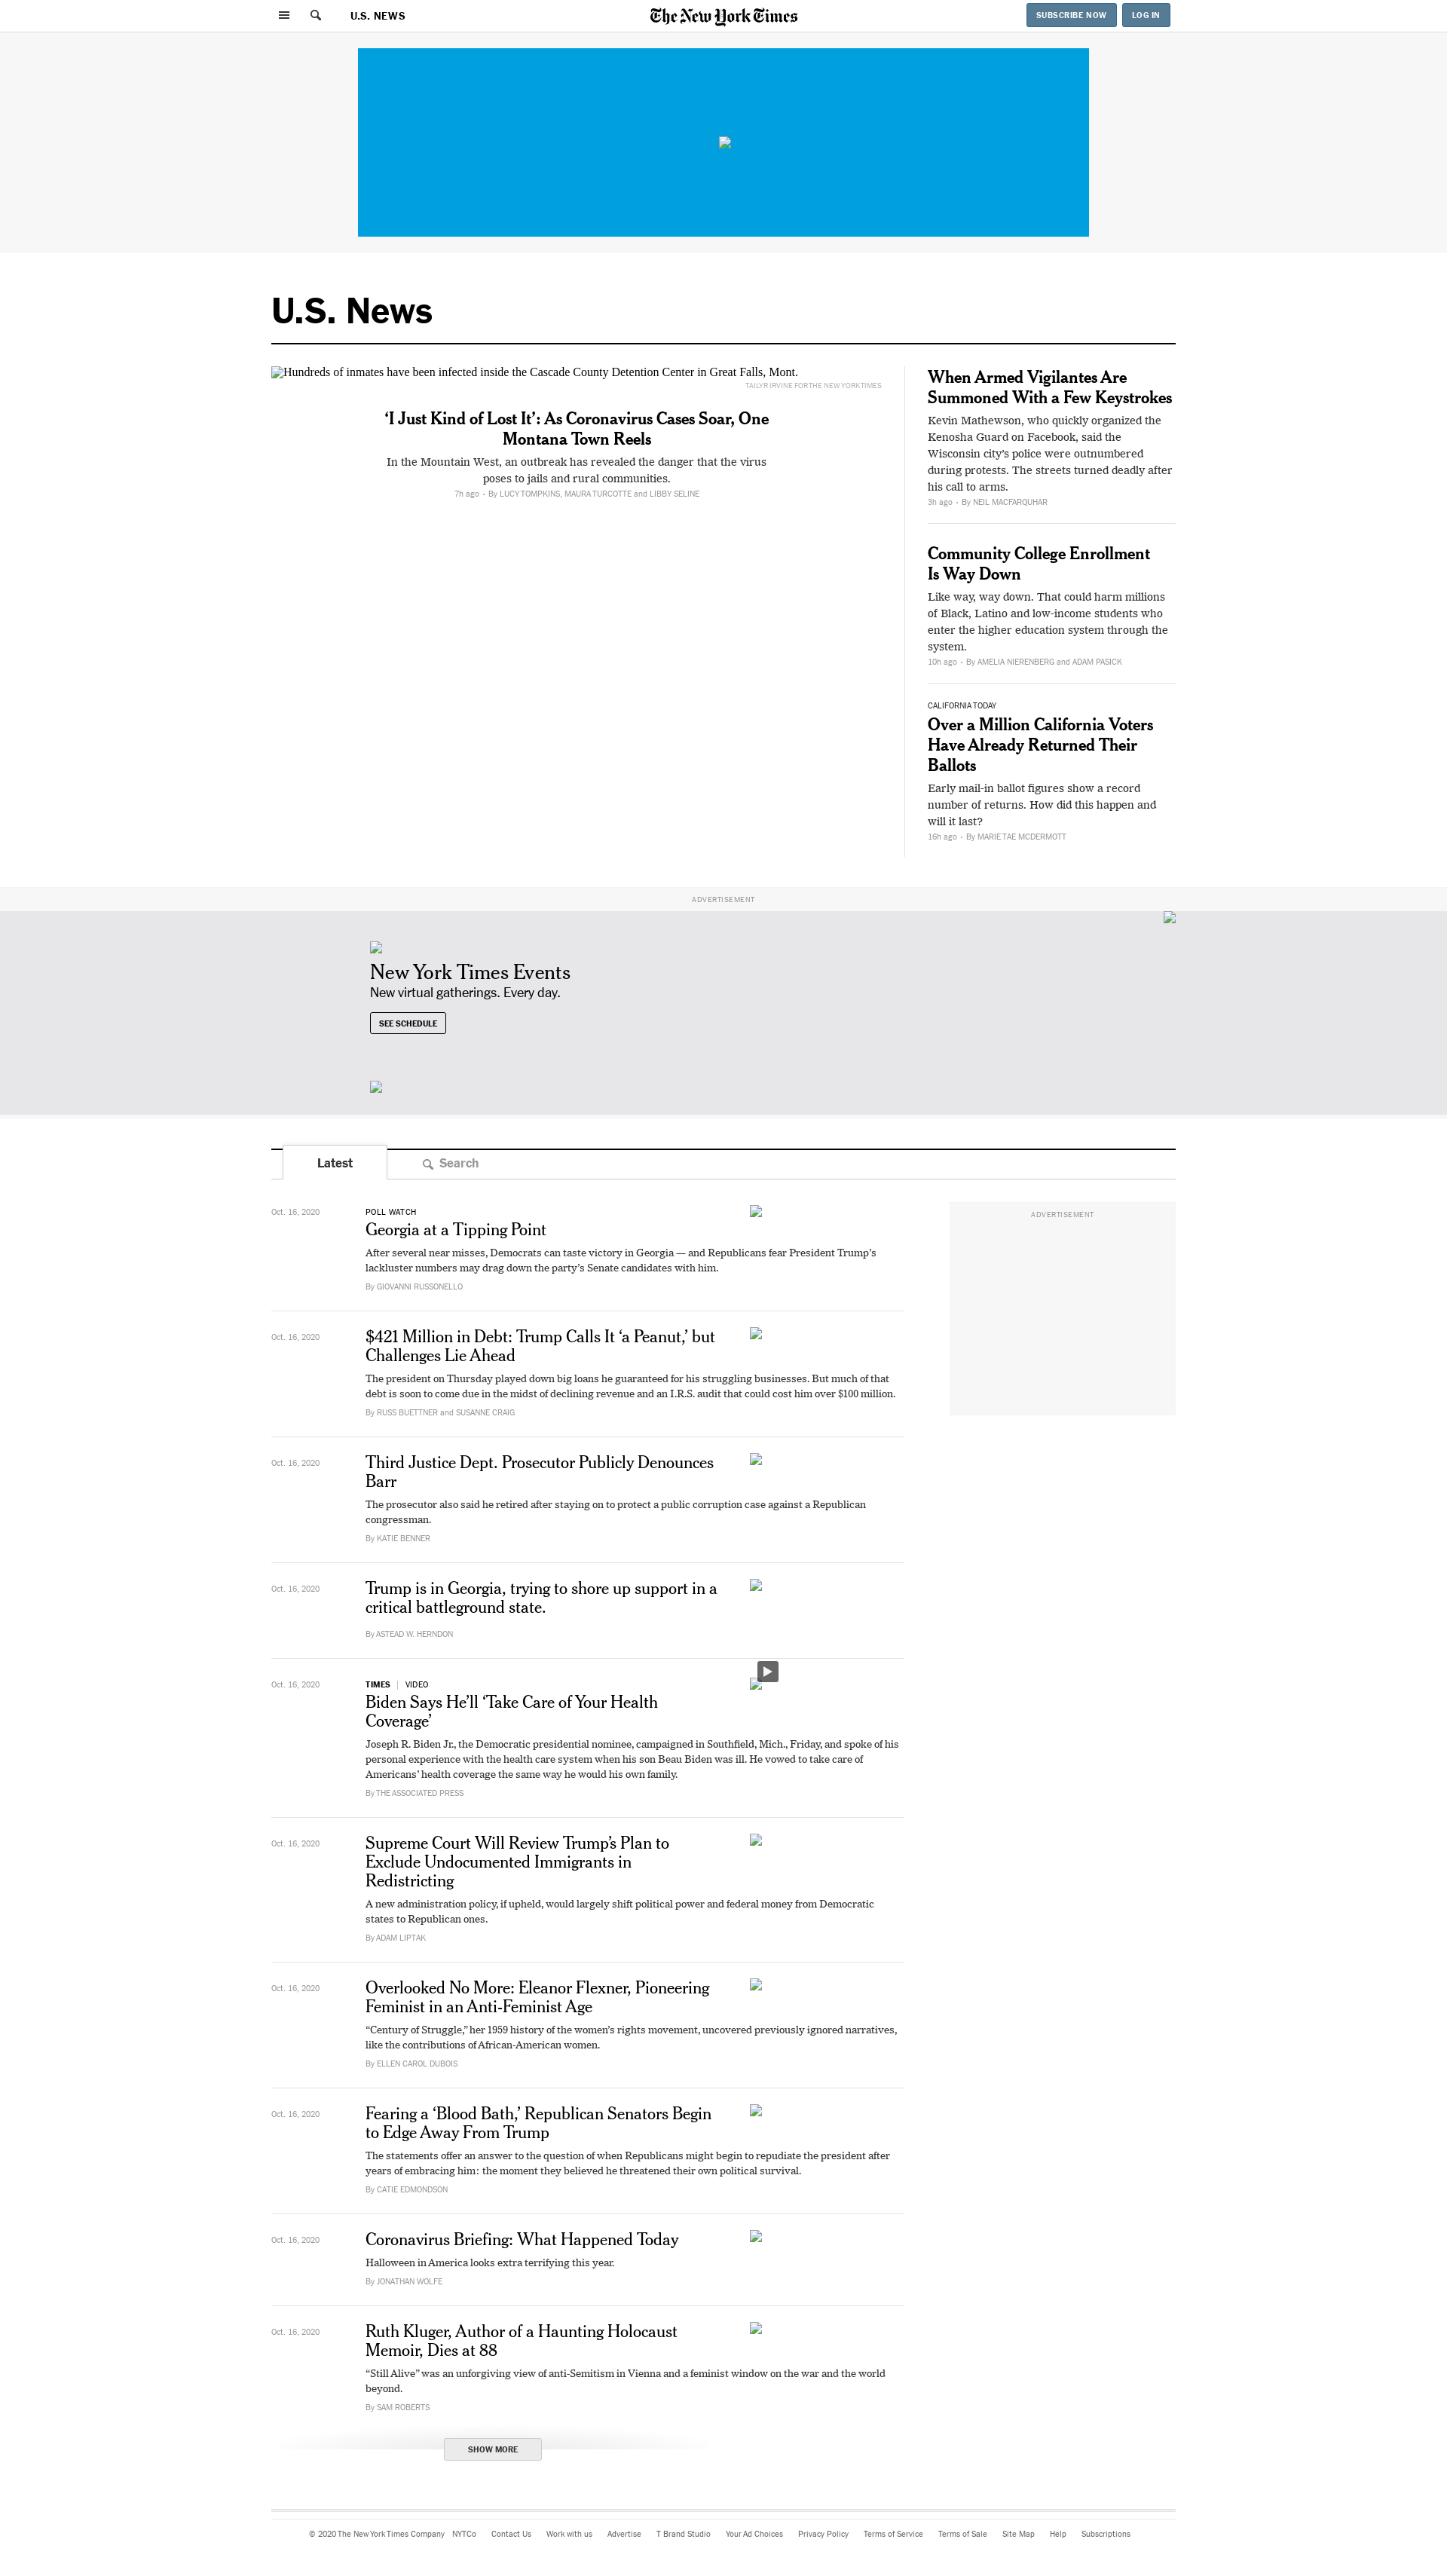 U.S. NEWS
The New York Times
SUBSCRIBE NOW
LOG IN
U.S. News
Hundreds of inmates have been infected inside the Cascade County Detention Center in Great Falls, Mont.
TAILYR IRVINE FOR THE NEW YORK TIMES
‘I Just Kind of Lost It’: As Coronavirus Cases Soar, One
Montana Town Reels
In the Mountain West, an outbreak has revealed the danger that the virus
poses to jails and rural communities.
7h ago • By LUCY TOMPKINS, MAURA TURCOTTE and LIBBY SELINE
When Armed Vigilantes Are
Summoned With a Few Keystrokes
Kevin Mathewson, who quickly organized the
Kenosha Guard on Facebook, said the
Wisconsin city’s police were outnumbered
during protests. The streets turned deadly after
his call to arms.
3h ago • By NEIL MACFARQUHAR
Community College Enrollment
Is Way Down
Like way, way down. That could harm millions
of Black, Latino and low-income students who
enter the higher education system through the
system.
10h ago • By AMELIA NIERENBERG and ADAM PASICK
CALIFORNIA TODAY
Over a Million California Voters
Have Already Returned Their
Ballots
Early mail-in ballot figures show a record
number of returns. How did this happen and
will it last?
16h ago • By MARIE TAE MCDERMOTT
ADVERTISEMENT
New York Times Events
New virtual gatherings. Every day.
SEE SCHEDULE
Latest
Search
ADVERTISEMENT
Oct. 16, 2020
POLL WATCH
Georgia at a Tipping Point
After several near misses, Democrats can taste victory in Georgia — and Republicans fear President Trump’s
lackluster numbers may drag down the party’s Senate candidates with him.
By GIOVANNI RUSSONELLO
Oct. 16, 2020
$421 Million in Debt: Trump Calls It ‘a Peanut,’ but
Challenges Lie Ahead
The president on Thursday played down big loans he guaranteed for his struggling businesses. But much of that
debt is soon to come due in the midst of declining revenue and an I.R.S. audit that could cost him over $100 million.
By RUSS BUETTNER and SUSANNE CRAIG
Oct. 16, 2020
Third Justice Dept. Prosecutor Publicly Denounces
Barr
The prosecutor also said he retired after staying on to protect a public corruption case against a Republican
congressman.
By KATIE BENNER
Oct. 16, 2020
Trump is in Georgia, trying to shore up support in a
critical battleground state.
By ASTEAD W. HERNDON
Oct. 16, 2020
TIMES | VIDEO
Biden Says He’ll ‘Take Care of Your Health
Coverage’
Joseph R. Biden Jr., the Democratic presidential nominee, campaigned in Southfield, Mich., Friday, and spoke of his
personal experience with the health care system when his son Beau Biden was ill. He vowed to take care of
Americans’ health coverage the same way he would his own family.
By THE ASSOCIATED PRESS
Oct. 16, 2020
Supreme Court Will Review Trump’s Plan to
Exclude Undocumented Immigrants in
Redistricting
A new administration policy, if upheld, would largely shift political power and federal money from Democratic
states to Republican ones.
By ADAM LIPTAK
Oct. 16, 2020
Overlooked No More: Eleanor Flexner, Pioneering
Feminist in an Anti-Feminist Age
“Century of Struggle,” her 1959 history of the women’s rights movement, uncovered previously ignored narratives,
like the contributions of African-American women.
By ELLEN CAROL DUBOIS
Oct. 16, 2020
Fearing a ‘Blood Bath,’ Republican Senators Begin
to Edge Away From Trump
The statements offer an answer to the question of when Republicans might begin to repudiate the president after
years of embracing him: the moment they believed he threatened their own political survival.
By CATIE EDMONDSON
Oct. 16, 2020
Coronavirus Briefing: What Happened Today
Halloween in America looks extra terrifying this year.
By JONATHAN WOLFE
Oct. 16, 2020
Ruth Kluger, Author of a Haunting Holocaust
Memoir, Dies at 88
“Still Alive” was an unforgiving view of anti-Semitism in Vienna and a feminist window on the war and the world
beyond.
By SAM ROBERTS
SHOW MORE
© 2020 The New York Times Company NYTCo Contact Us Work with us Advertise T Brand Studio Your Ad Choices Privacy Policy Terms of Service Terms of Sale Site Map Help Subscriptions